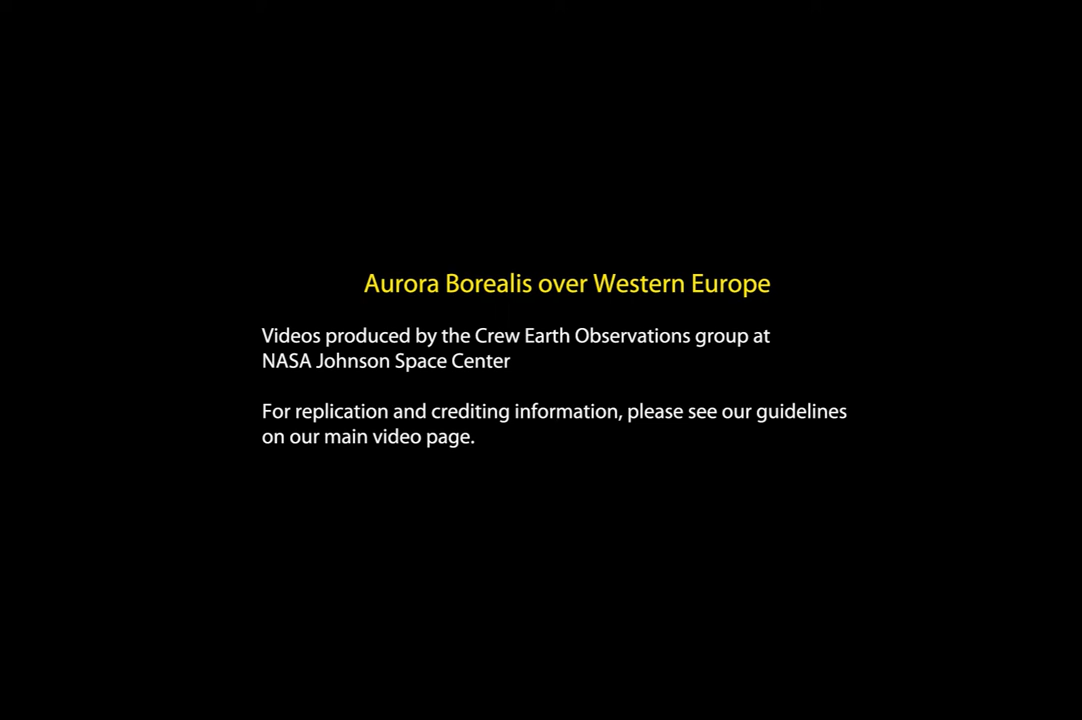 Aurora Borealis over Western Europe
Videos produced by the Crew Earth Observations group at
NASA Johnson Space Center
For replication and crediting information, please see our guidelines
on our main video page.